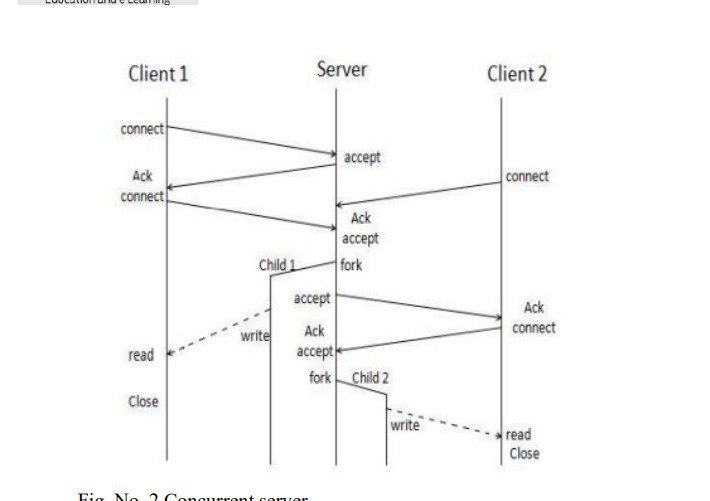 Education and e Learning
Client 1
Server
Client 2
connect
accept
Ack
connect
connect
Ack
accept
Child 1
fork
accept
Ack
connect
write
Ack
accept
read
fork
Child 2
Close
write
read
Close
Fig. No. 2 Concurrent server